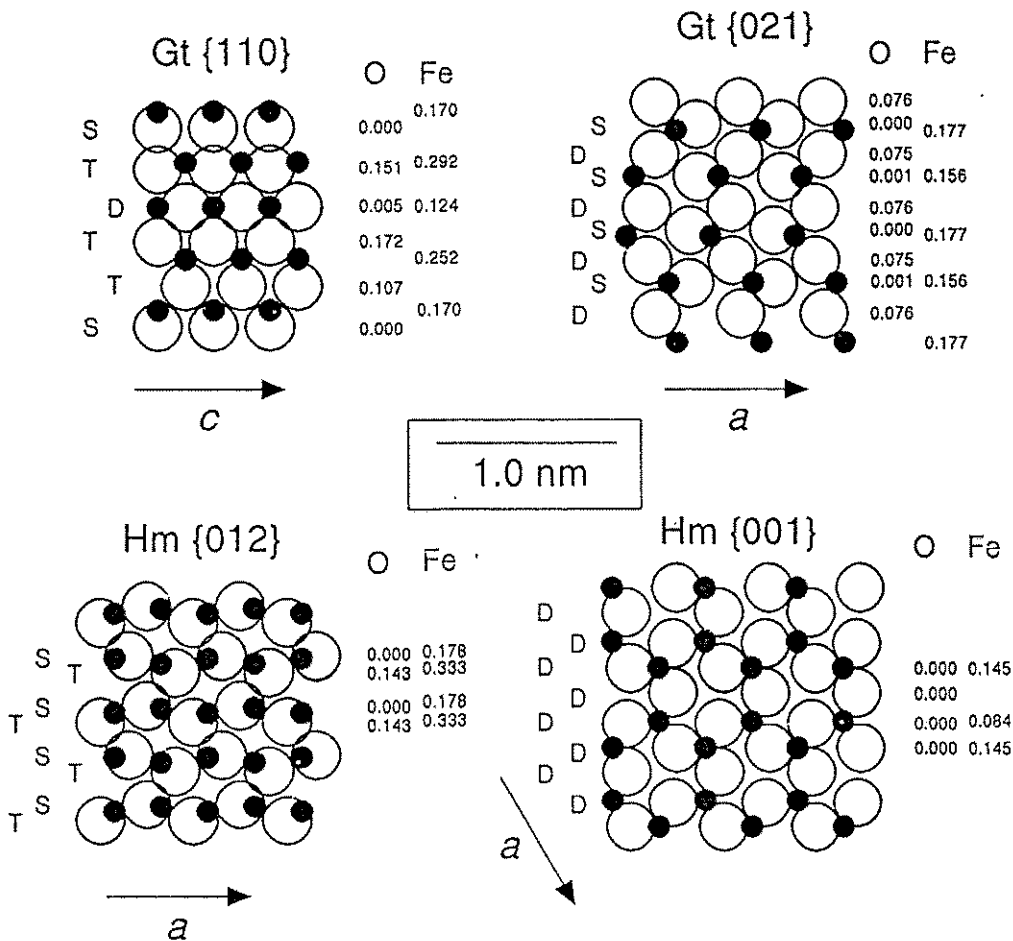 Gt {110}
O Fe
S
T
D
T
T
S
0.170
0.000
0.151 0.292
0.005 0.124
0.172
0.252
0.107
0.170
0.000
c
Gt {021}
O Fe
S
D
S
D
S
D
S
D
0.076
0.000
0.177
0.075
0.001 0.156
0.076
0.000
0.177
0.075
0.001 0.156
0.076
0.177
a
1.0 nm
Hm {012}
O Fe
S
T
S
T
S
T
S
T
0.000 0.178
0.143 0.333
0.000 0.178
0.143 0.333
a
Hm {001}
O Fe
D
D
D
D
D
D
D
D
0.000 0.145
0.000
0.000 0.084
0.000 0.145
a